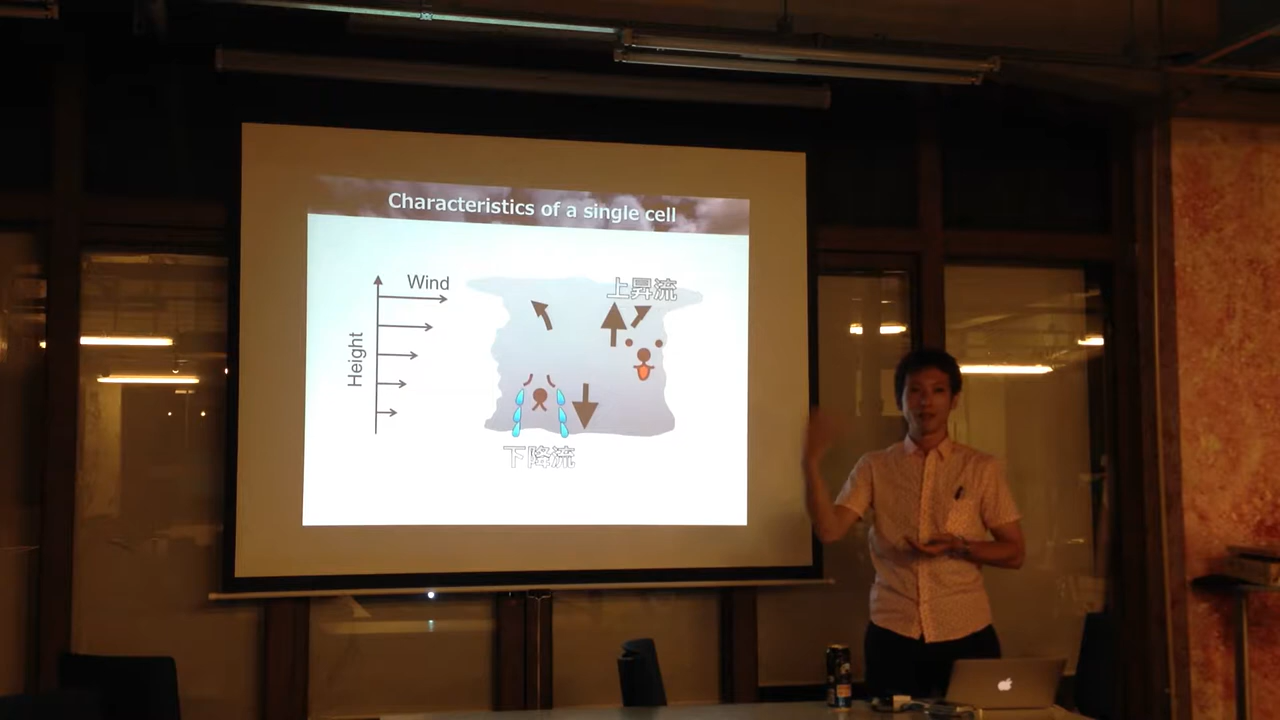 Characteristics of a single cell
Wind
上昇流
Height
下降流